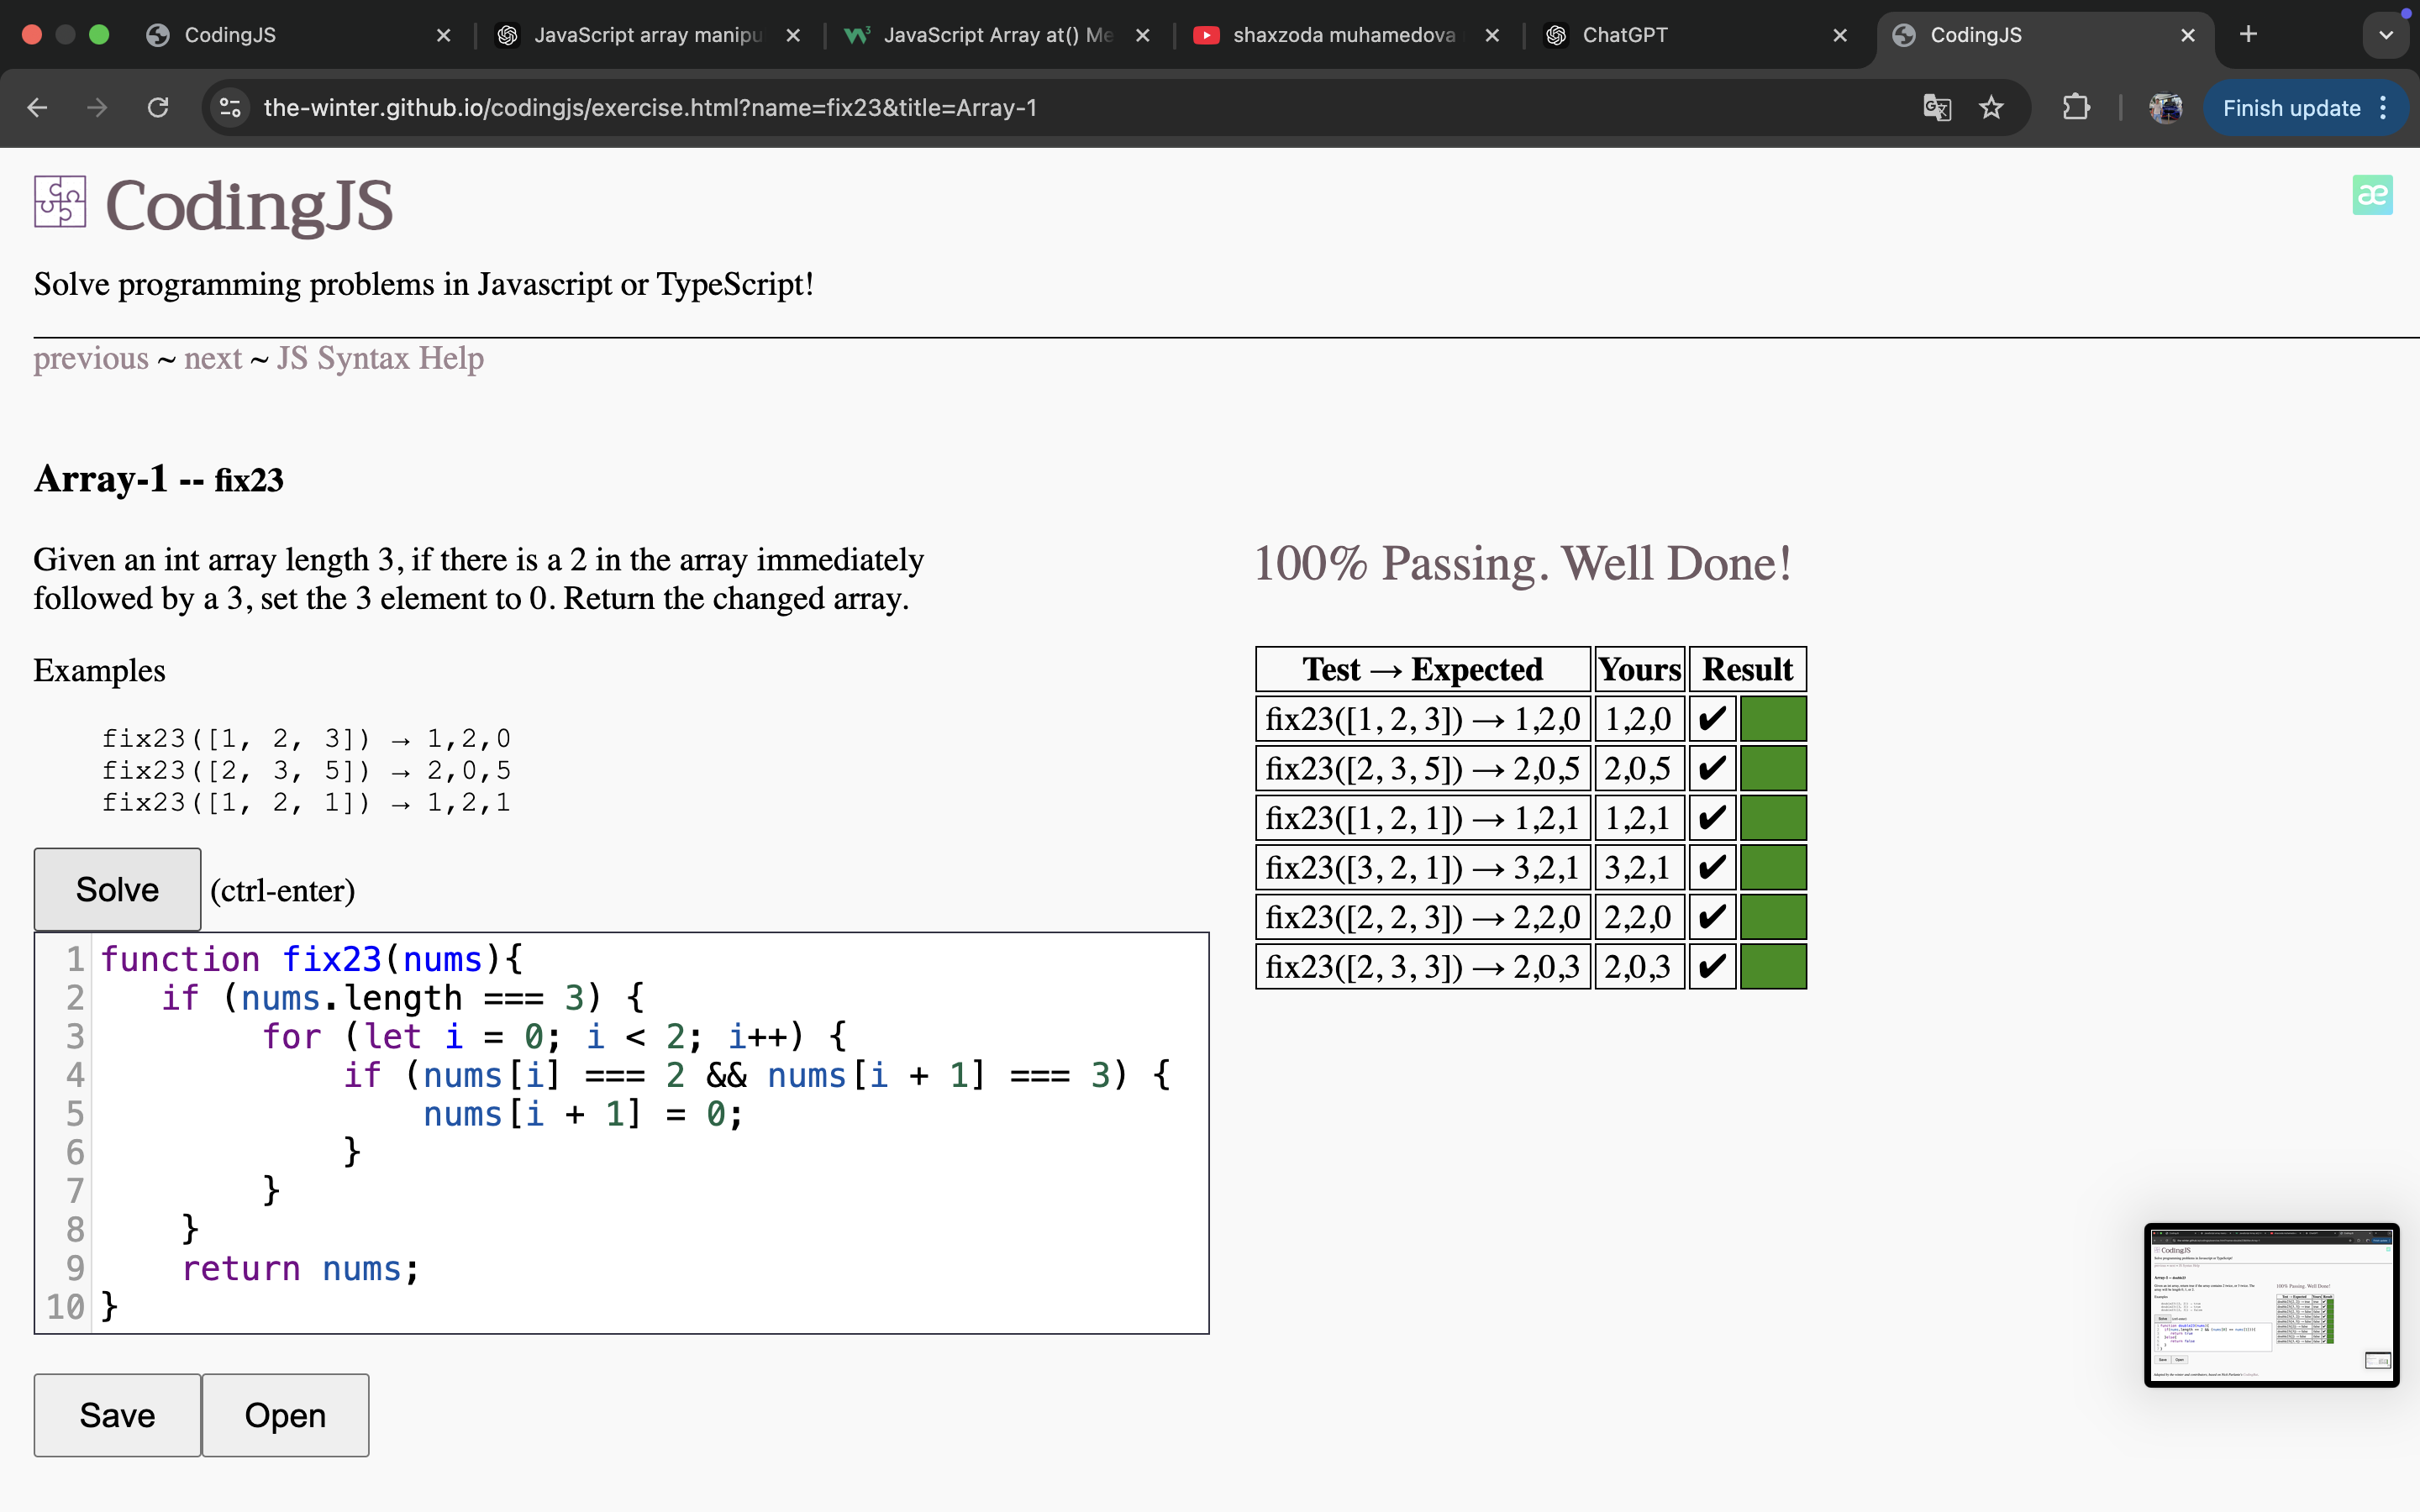 CodingJS
JavaScript array manipu
JavaScript Array at() Me
shaxzoda muhamedova
ChatGPT
CodingJS
the-winter.github.io/codingjs/exercise.html?name=fix23&title=Array-1
Finish update
CodingJS
æ
Solve programming problems in Javascript or TypeScript!
previous ~ next ~ JS Syntax Help
Array-1 -- fix23
Given an int array length 3, if there is a 2 in the array immediately
followed by a 3, set the 3 element to 0. Return the changed array.
Examples
fix23([1, 2, 3]) → 1,2,0
fix23([2, 3, 5]) → 2,0,5
fix23([1, 2, 1]) → 1,2,1
Solve (ctrl-enter)
1 function fix23(nums){
2 if (nums.length === 3) {
3 for (let i = 0; i < 2; i++) {
4 if (nums[i] === 2 && nums[i + 1] === 3) {
5 nums[i + 1] = 0;
6 }
7 }
8 }
9 return nums;
10 }
Save Open
100% Passing. Well Done!
Test → Expected Yours Result
fix23([1, 2, 3]) → 1,2,0 1,2,0 ✔
fix23([2, 3, 5]) → 2,0,5 2,0,5 ✔
fix23([1, 2, 1]) → 1,2,1 1,2,1 ✔
fix23([3, 2, 1]) → 3,2,1 3,2,1 ✔
fix23([2, 2, 3]) → 2,2,0 2,2,0 ✔
fix23([2, 3, 3]) → 2,0,3 2,0,3 ✔
CodingJS
100% Passing. Well Done!